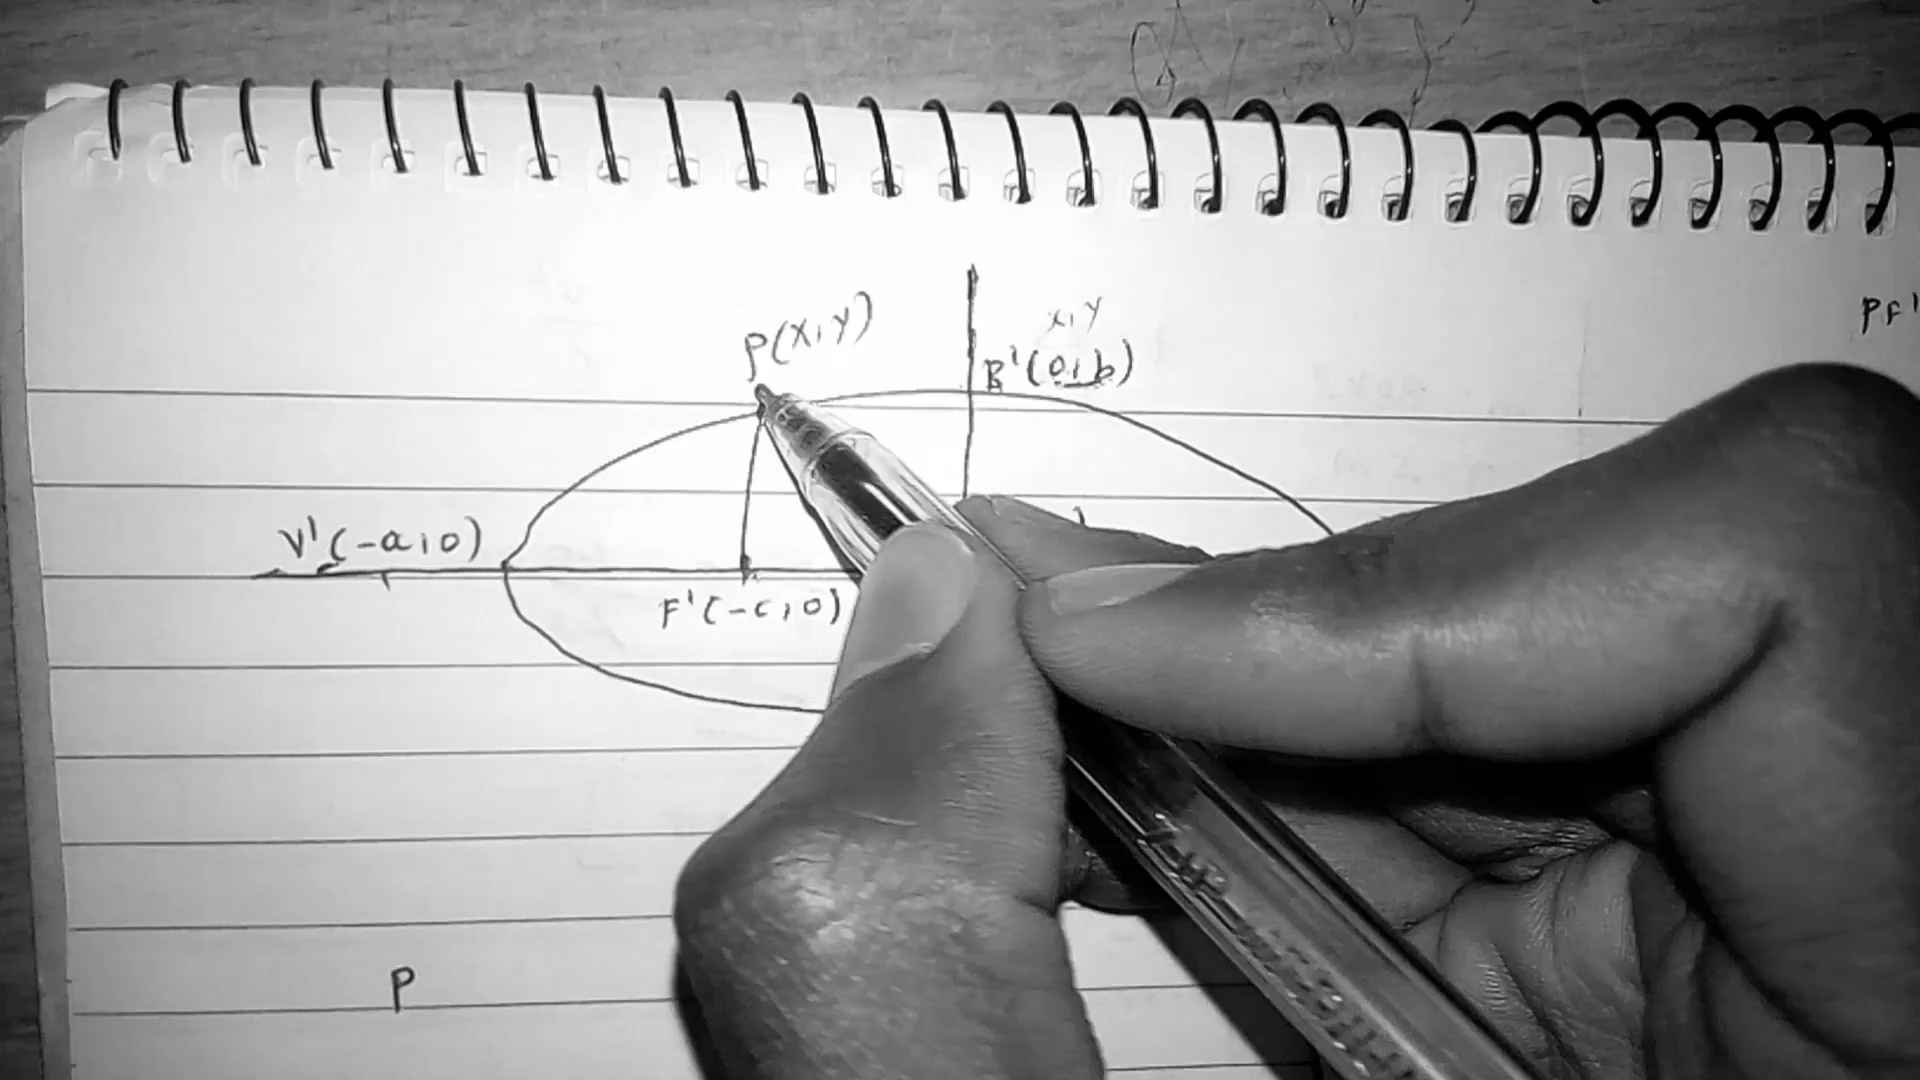 x,y
P(x,y)
PF'
B'(0,b)
V'(-a,0)
F'(-c,0)
P